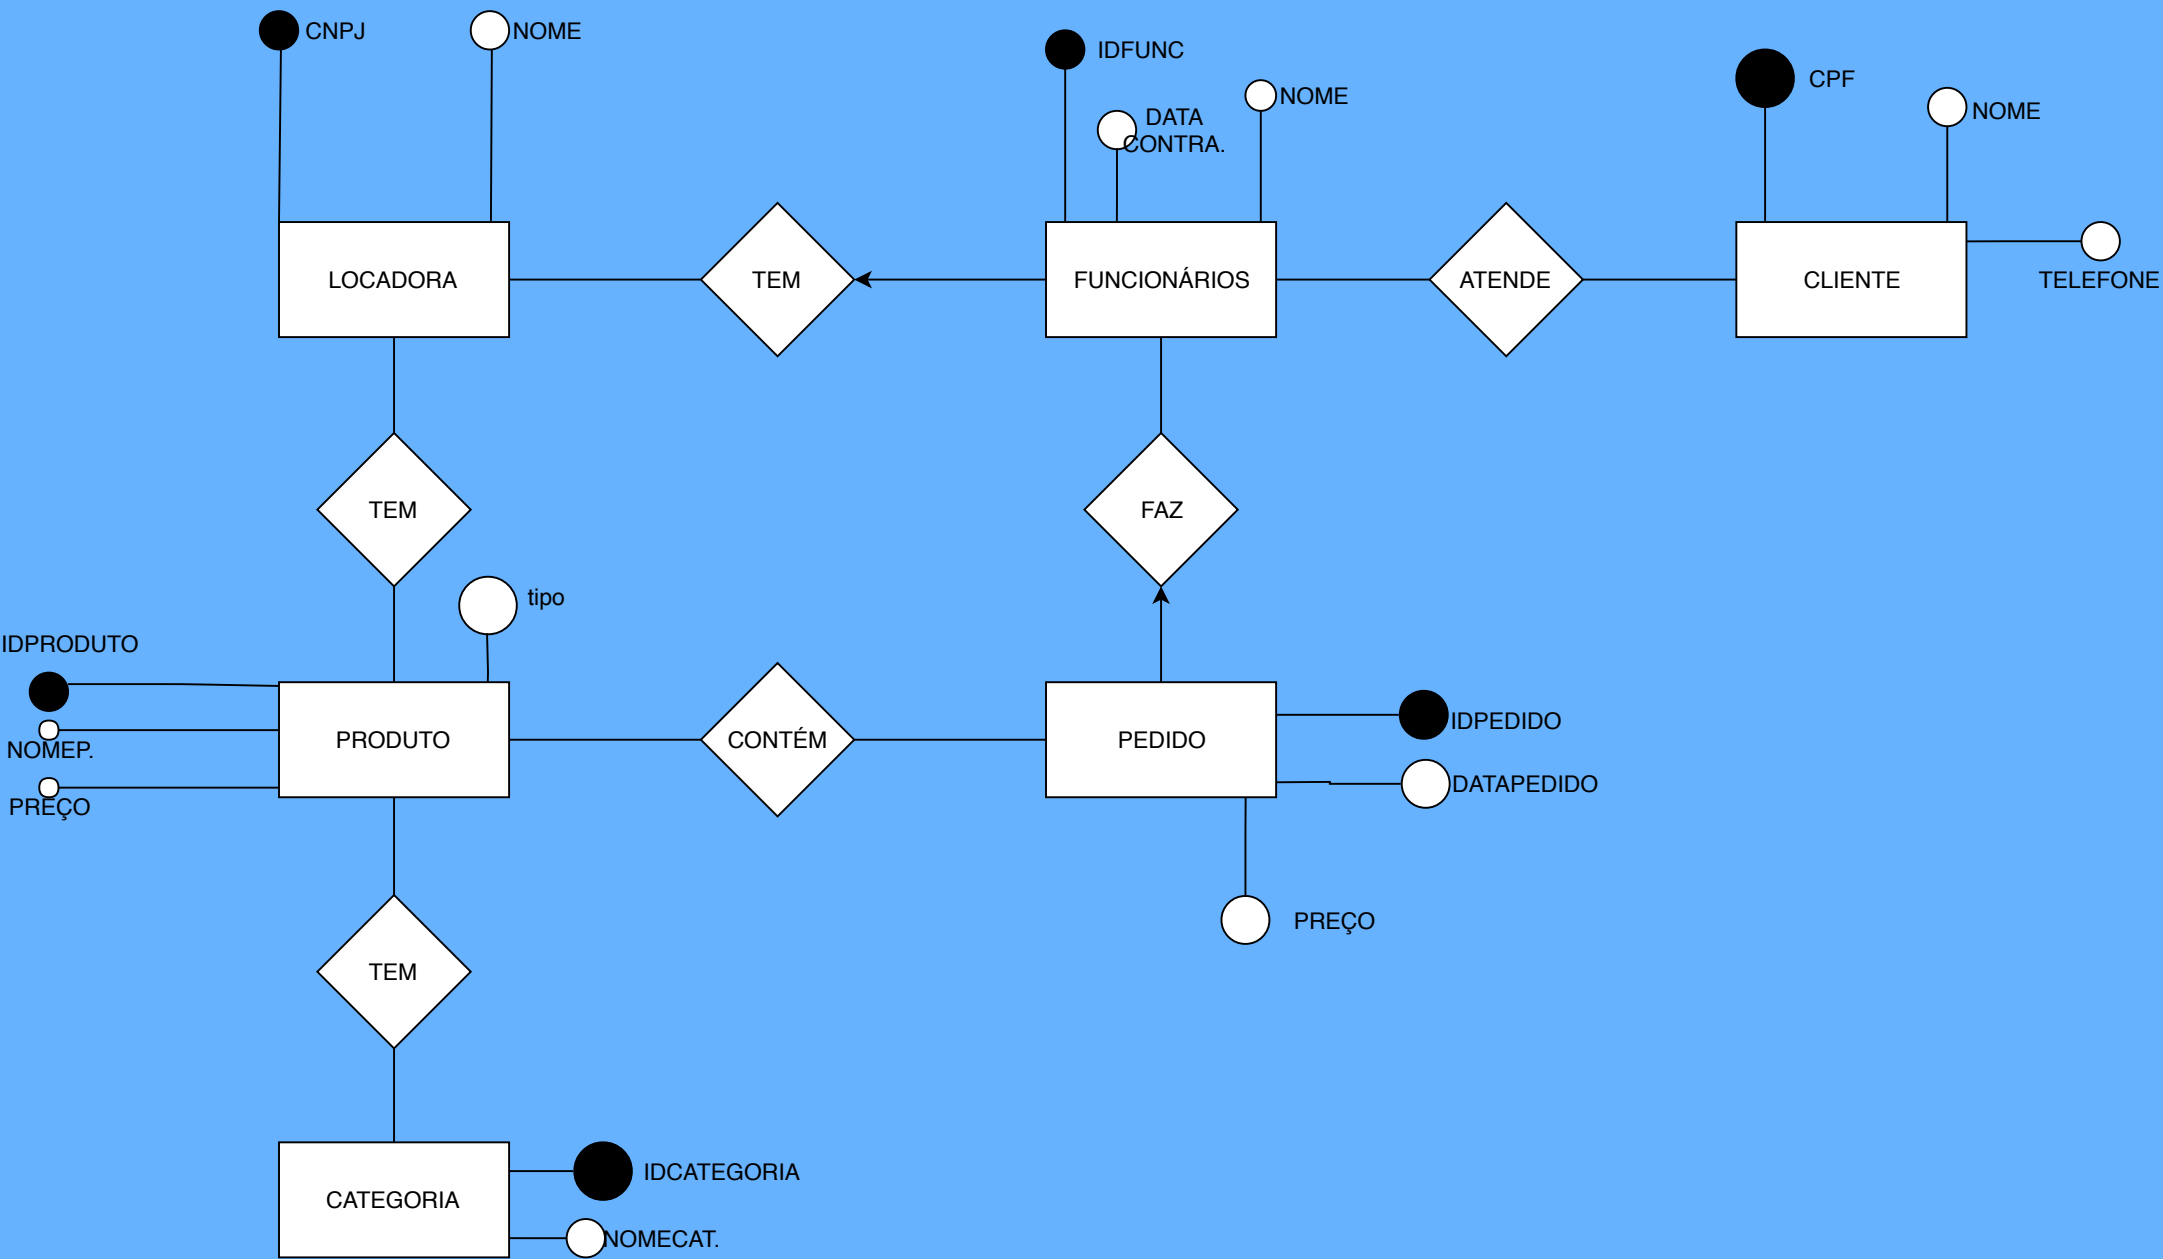 CNPJ
NOME
IDFUNC
DATA
CONTRA.
NOME
CPF
NOME
LOCADORA
TEM
FUNCIONÁRIOS
ATENDE
CLIENTE
TELEFONE
TEM
FAZ
tipo
IDPRODUTO
NOMEP.
PREÇO
PRODUTO
CONTÉM
PEDIDO
IDPEDIDO
DATAPEDIDO
PREÇO
TEM
CATEGORIA
IDCATEGORIA
NOMECAT.